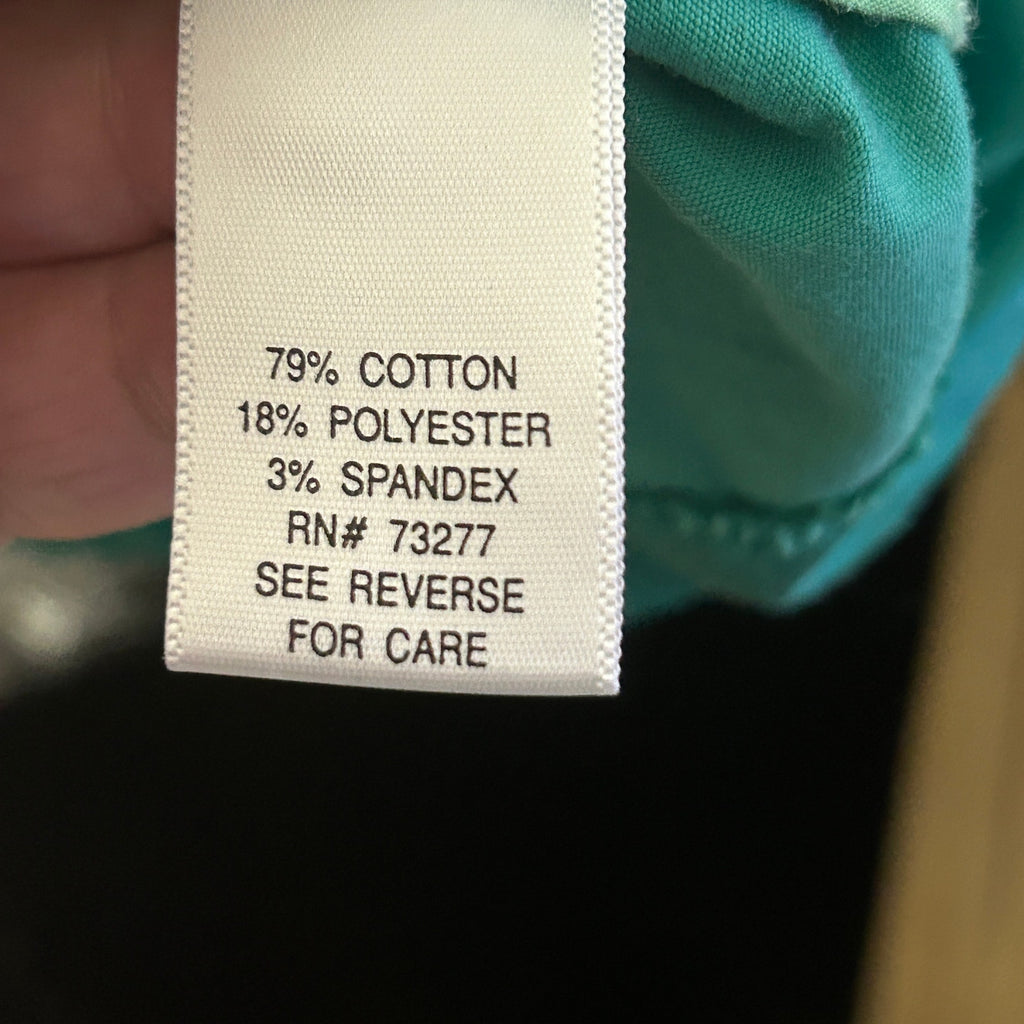 79% COTTON
18% POLYESTER
3% SPANDEX
RN# 73277
SEE REVERSE
FOR CARE